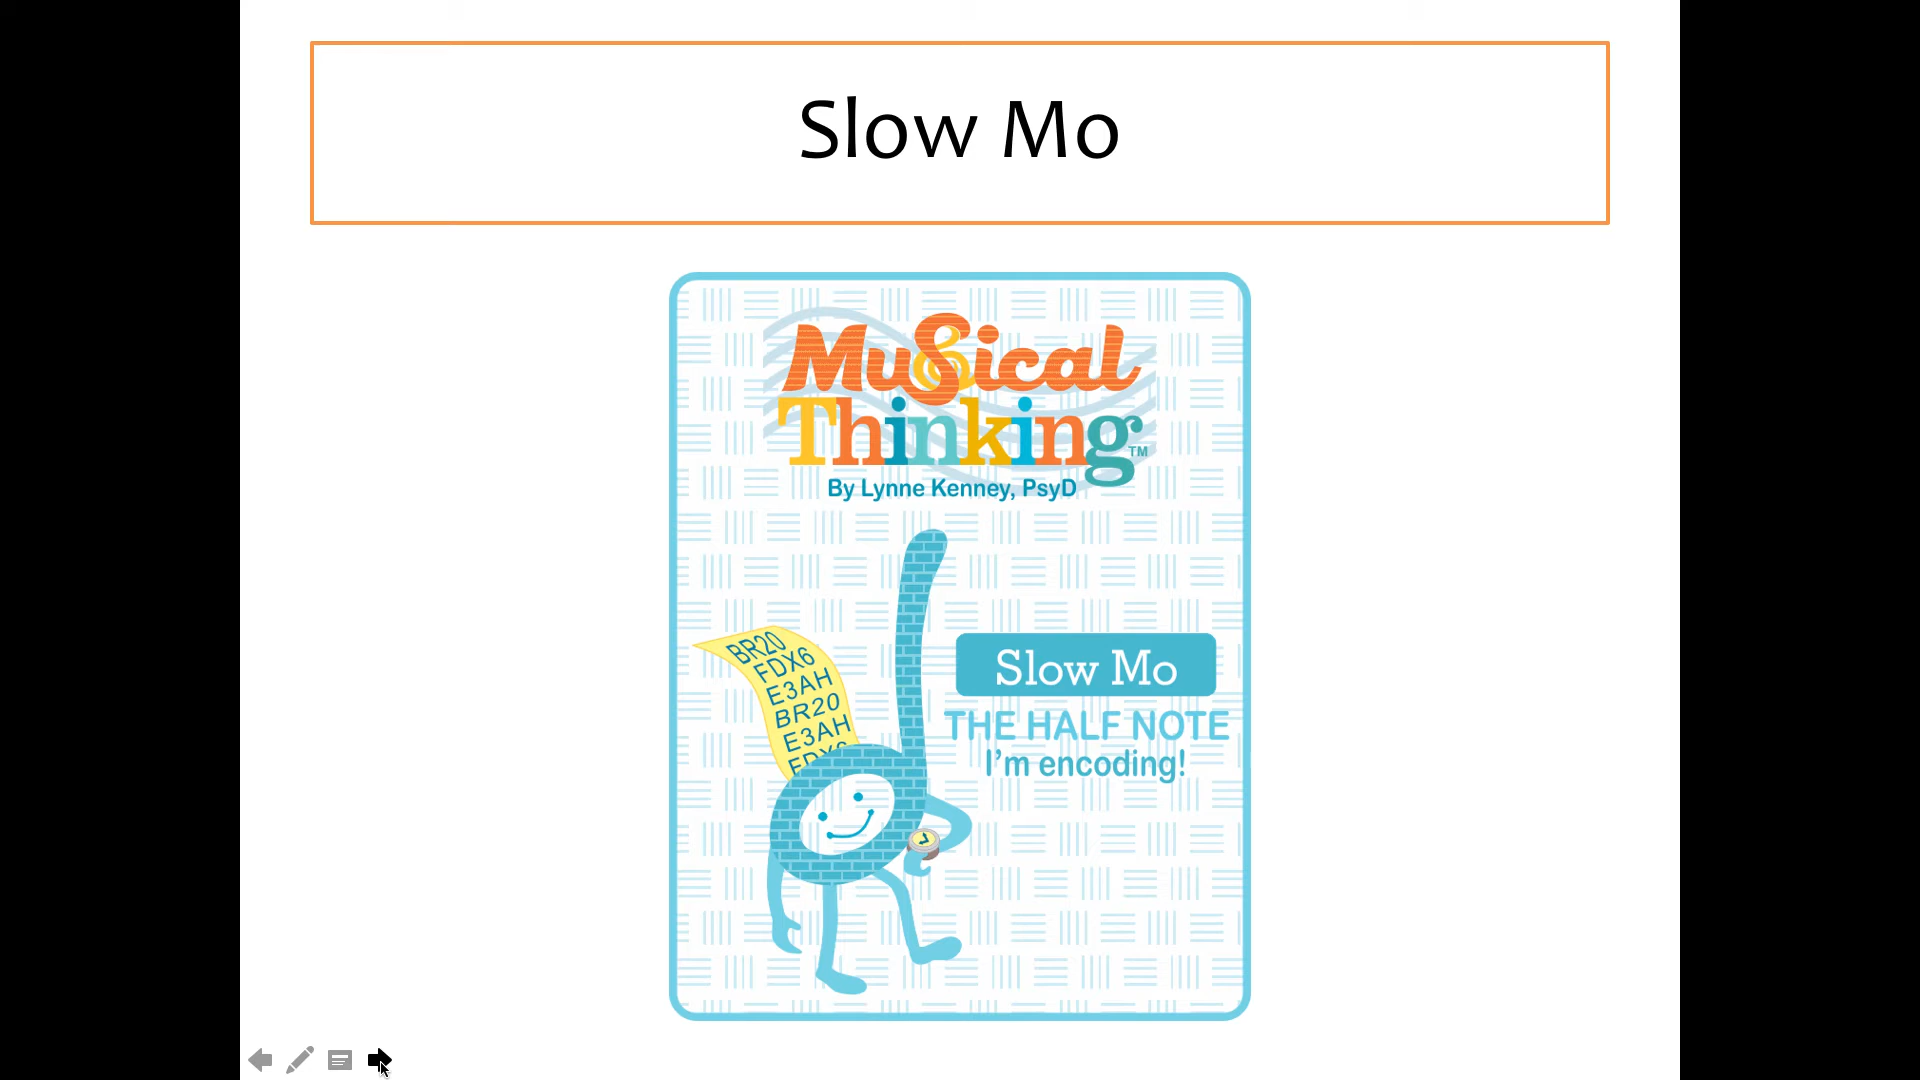 Slow Mo
Musical
Thinking™
By Lynne Kenney, PsyD
BR20
FDX6
E3AH
BR20
E3AH
FDX6
Slow Mo
THE HALF NOTE
I'm encoding!